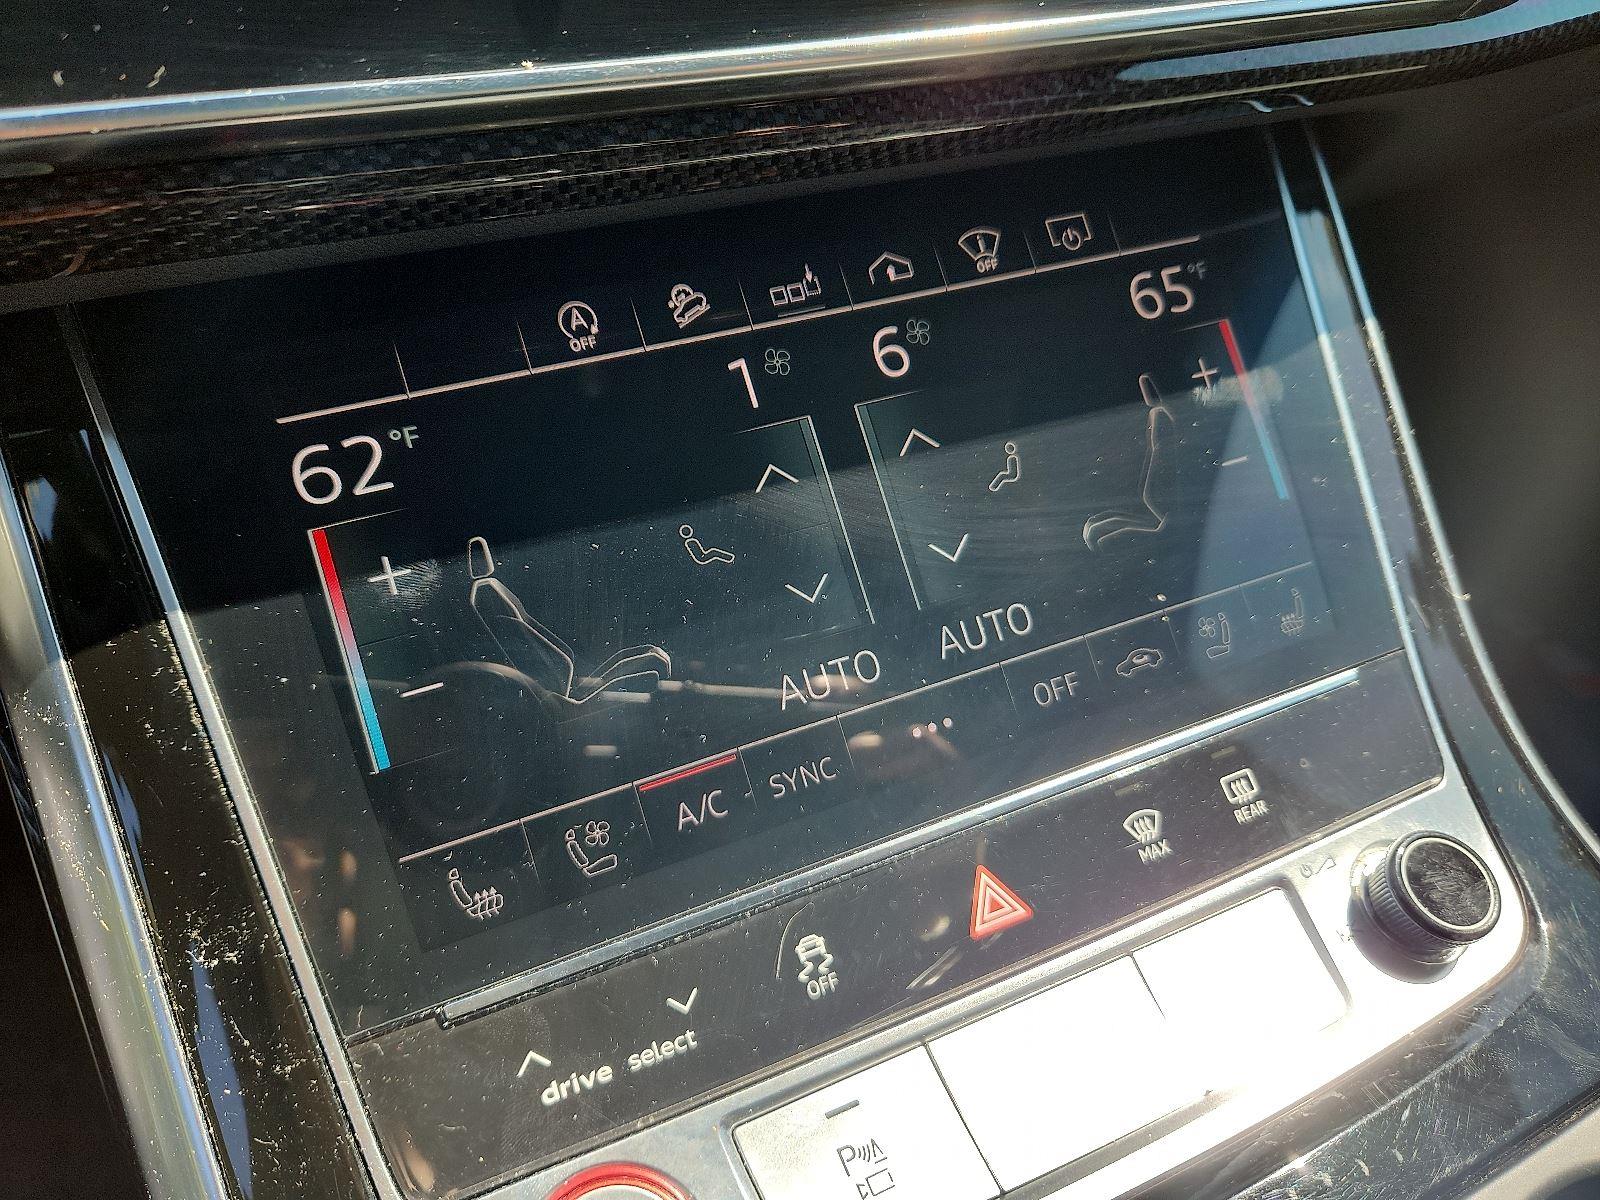 A
OFF
OFF
62 °F
1
6
65 °F
+
+
-
-
AUTO
AUTO
A/C
SYNC
...
OFF
MAX
REAR
OFF
drive select
P